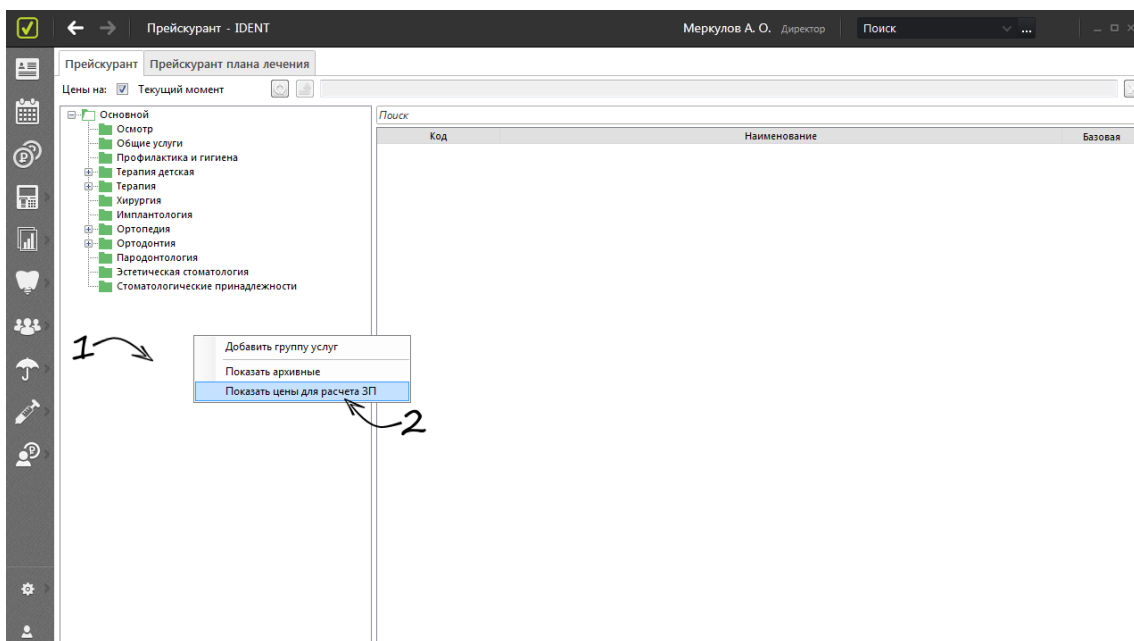 Прейскурант - IDENT
Меркулов А. О. Директор
Поиск
...
Прейскурант Прейскурант плана лечения
Цены на: Текущий момент
Основной
Осмотр
Общие услуги
Профилактика и гигиена
Терапия детская
Терапия
Хирургия
Имплантология
Ортопедия
Ортодонтия
Пародонтология
Эстетическая стоматология
Стоматологические принадлежности
Поиск
Код Наименование Базовая
1
Добавить группу услуг
Показать архивные
Показать цены для расчета ЗП
2